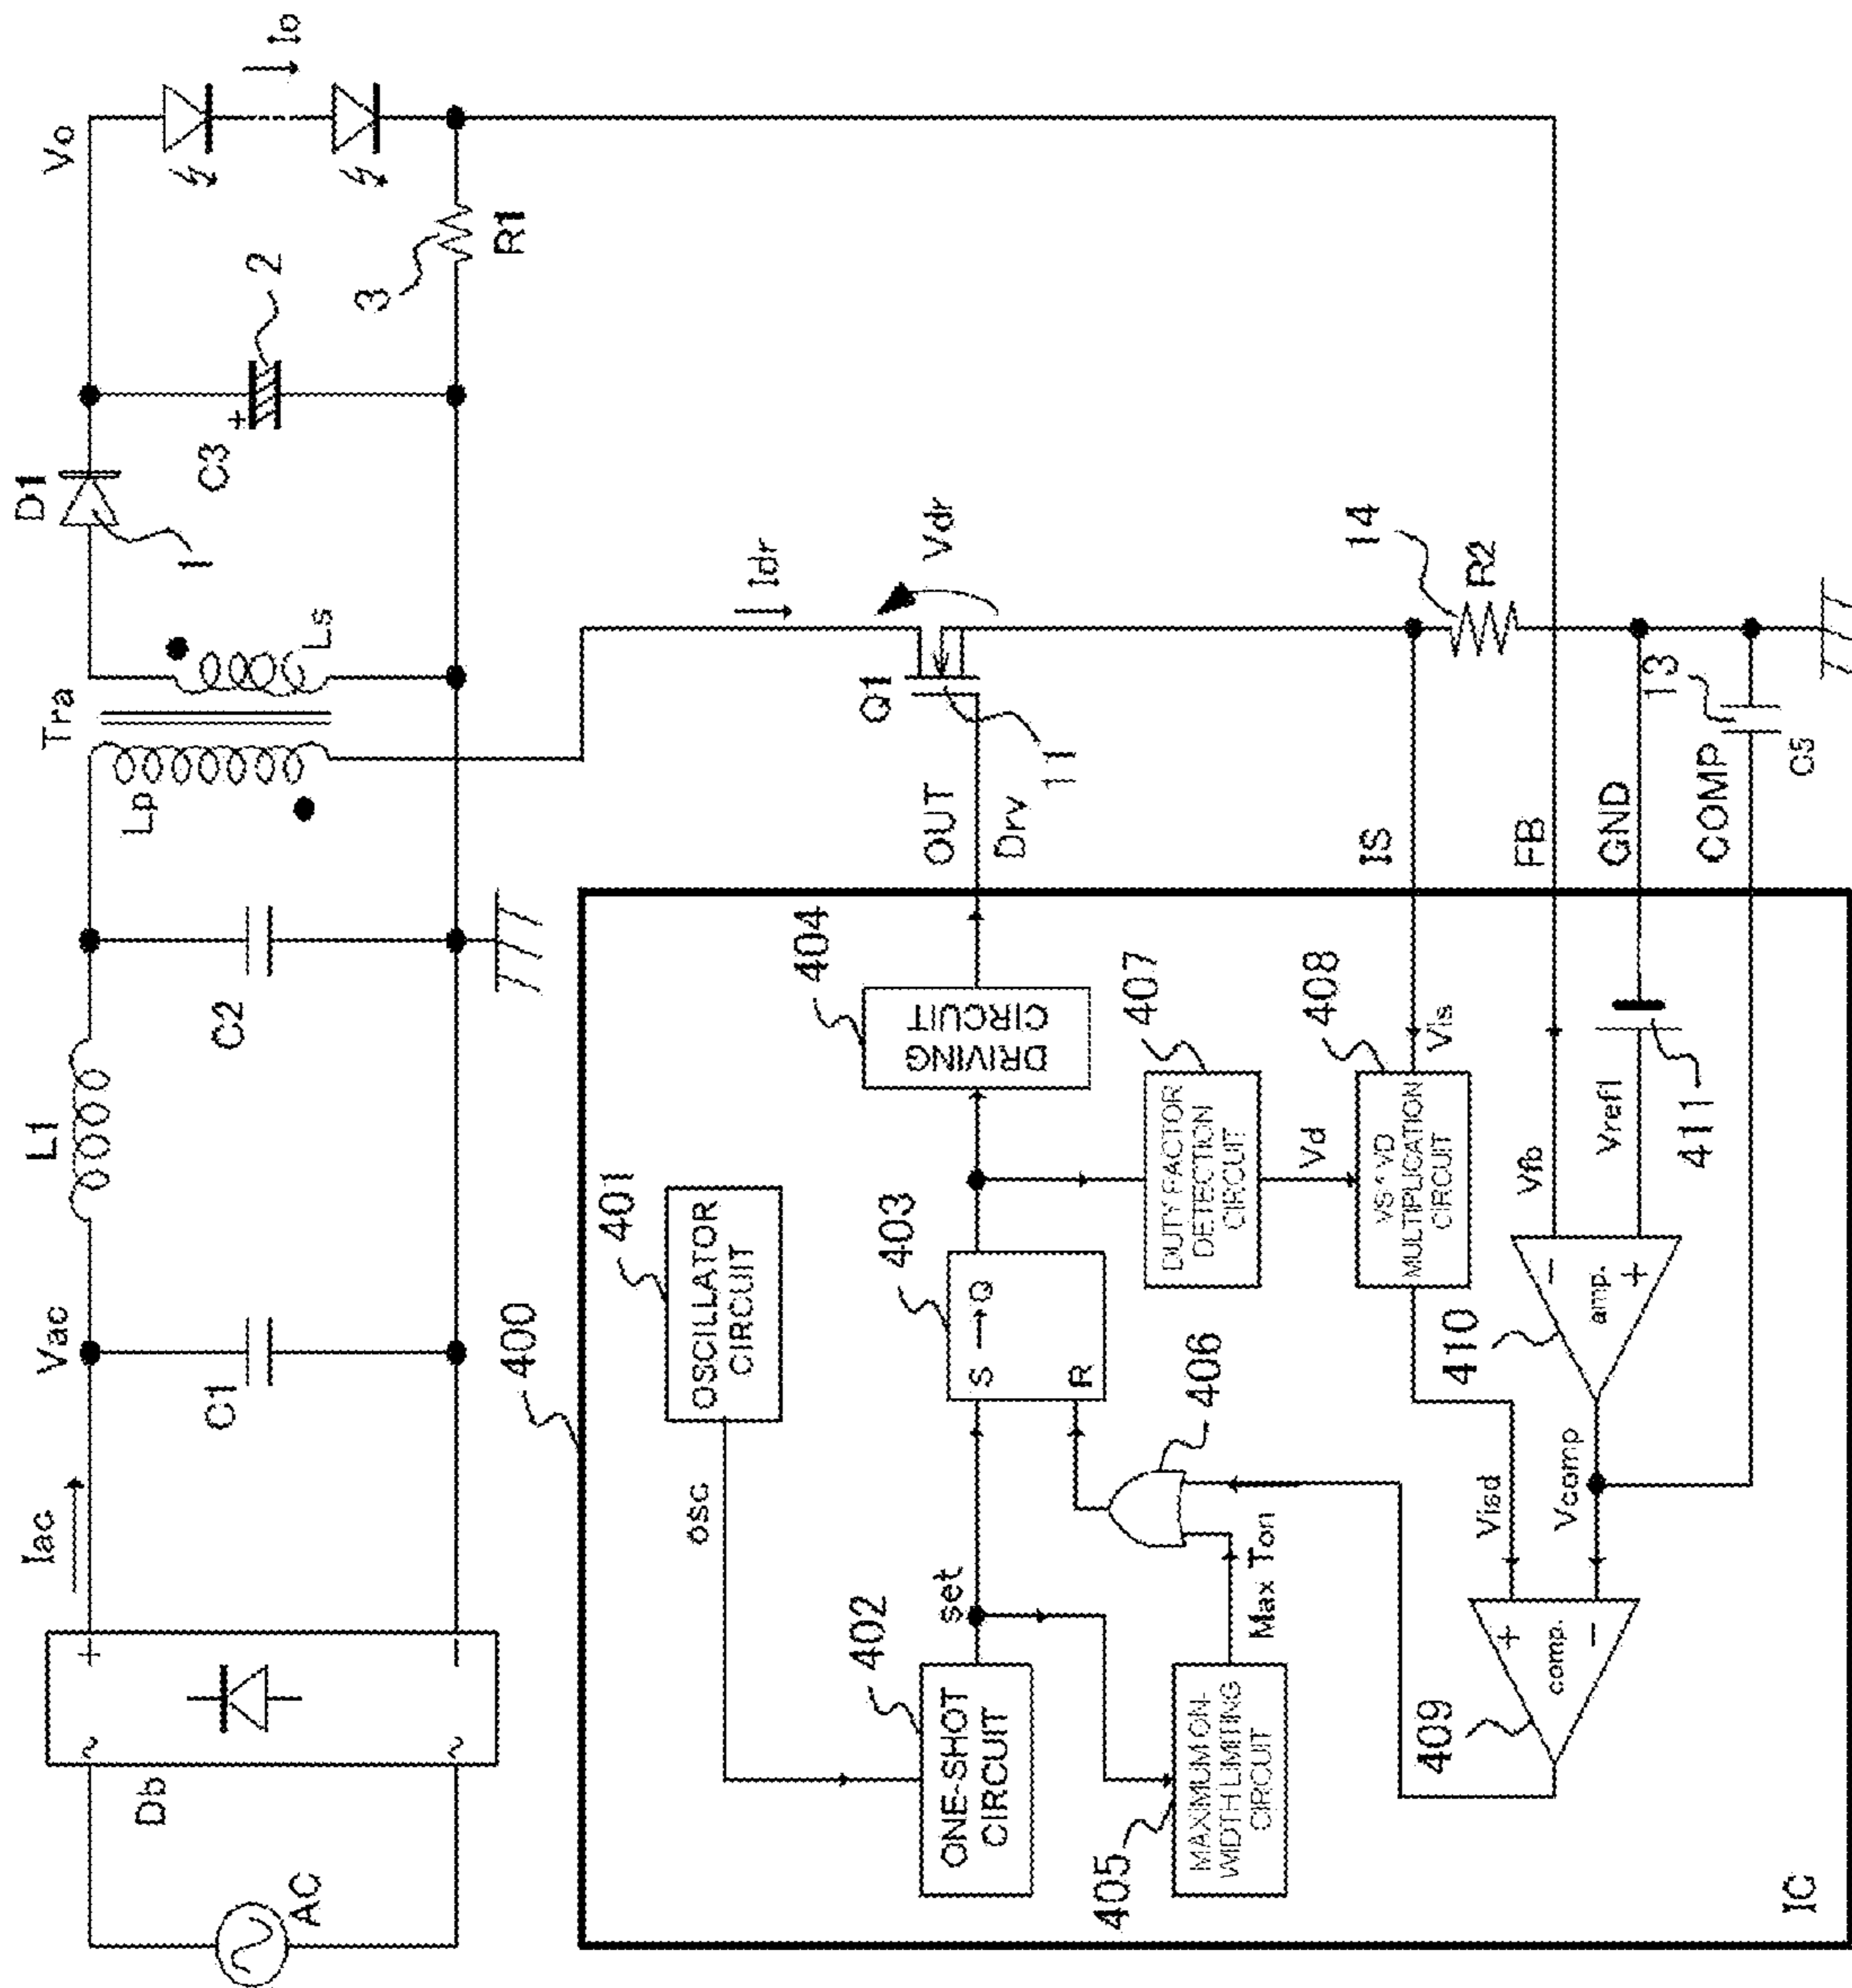 AC
Db
~
~
+
−
Iac
Vac
C1
L1
C2
Tra
Lp
Ls
D1
1
C3
+
2
3
R1
Vo
Io
400
IC
401
OSCILLATOR
CIRCUIT
osc
402
ONE-SHOT
CIRCUIT
set
403
S → Q
R
404
DRIVING
CIRCUIT
OUT
Drv
Q1
11
Idr
Vdr
405
MAXIMUM ON-
WIDTH LIMITING
CIRCUIT
Max Ton
406
407
DUTY FACTOR
DETECTION
CIRCUIT
Vd
408
MULTIPLICATION
CIRCUIT
Vis
IS
14
R2
Visd
409
+
comp.
−
Vcomp
410
−
amp.
+
Vfb
FB
Vref1
411
GND
COMP
13
C5